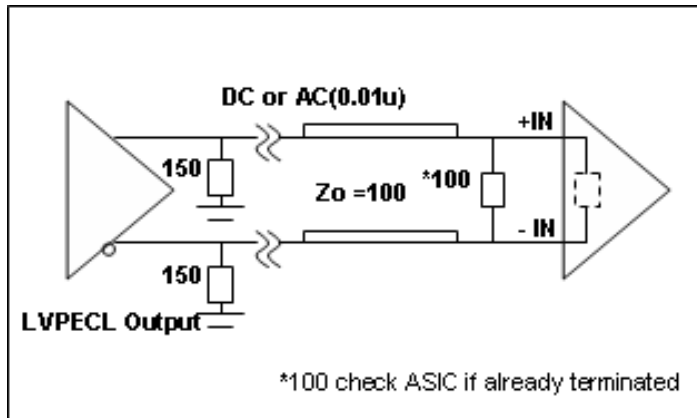 DC or AC(0.01u)
+IN
150
*100
Zo =100
- IN
150
LVPECL Output
*100 check ASIC if already terminated